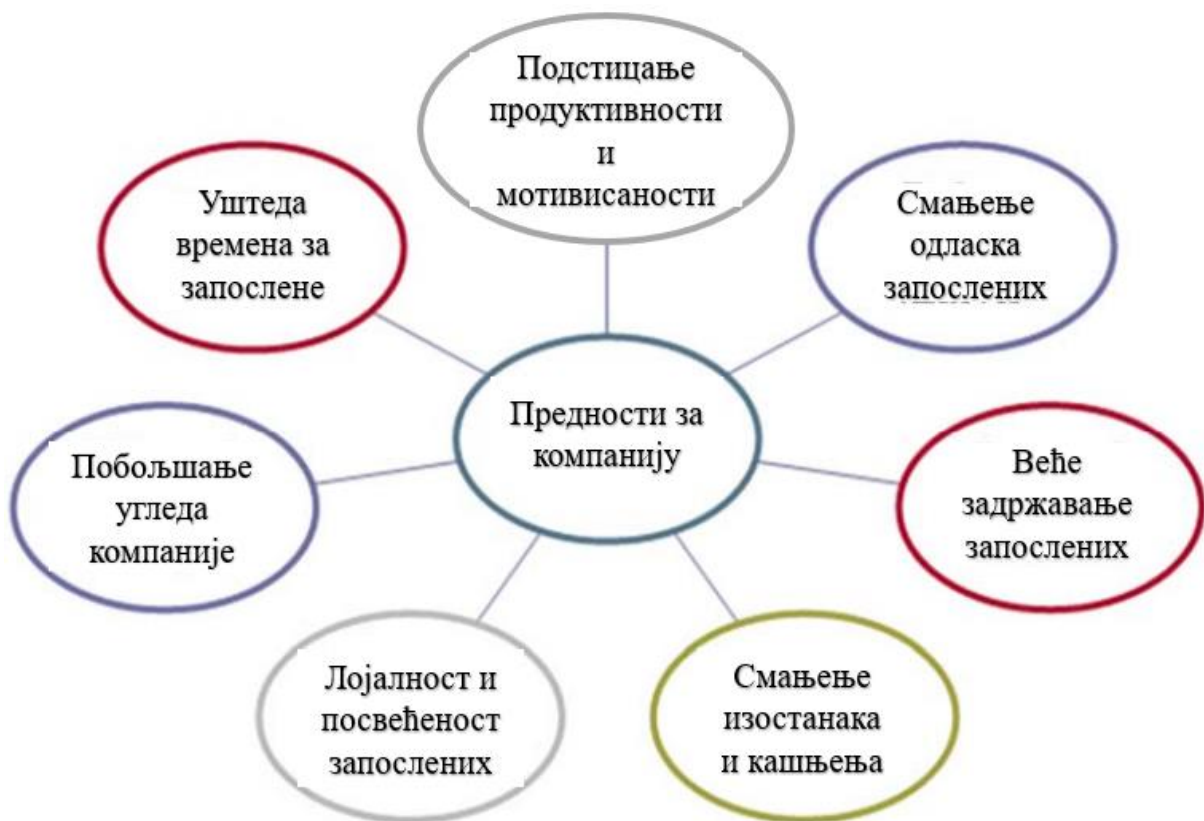 Подстицање
продуктивности
и
мотивисаности
Уштеда
времена за
запослене
Смањење
одласка
запослених
Предности за
компанију
Побољшање
угледа
компаније
Веће
задржавање
запослених
Лојалност и
посвећеност
запослених
Смањење
изостанака
и кашњења